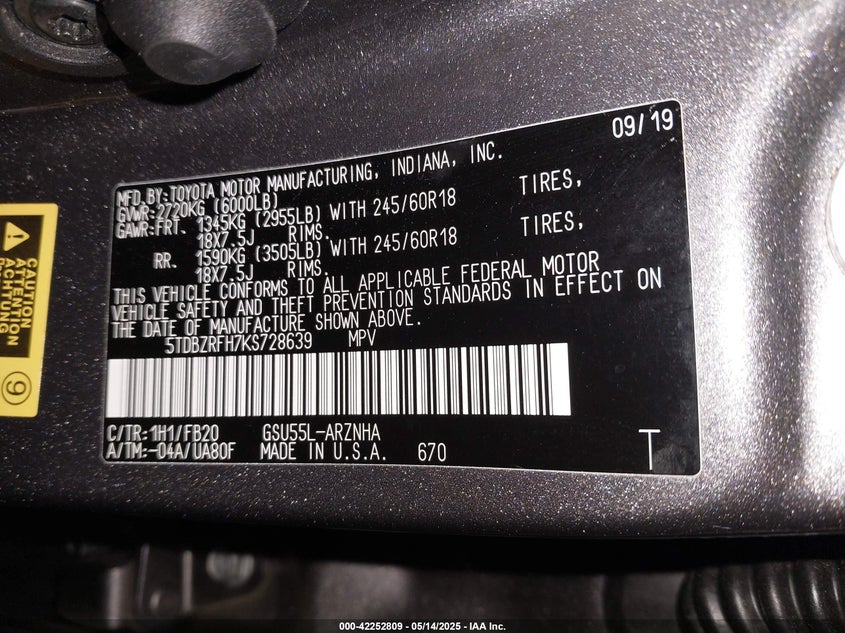 09/19
MFD.BY:TOYOTA MOTOR MANUFACTURING, INDIANA, INC.
GVWR:2720KG (6000LB)
GAWR:FRT. 1345KG (2955LB) WITH 245/60R18 TIRES,
18X7.5J RIMS.
RR. 1590KG (3505LB) WITH 245/60R18 TIRES,
18X7.5J RIMS.
THIS VEHICLE CONFORMS TO ALL APPLICABLE FEDERAL MOTOR
VEHICLE SAFETY AND THEFT PREVENTION STANDARDS IN EFFECT ON
THE DATE OF MANUFACTURE SHOWN ABOVE.
5TDBZRFH7KS728639 MPV
C/TR:1H1/FB20 GSU55L-ARZNHA
A/TM:-04A/UA80F MADE IN U.S.A. 670
T
CAUTION
ATTENTION
ACHTUNG
9
000-42252809 - 05/14/2025 - IAA Inc.